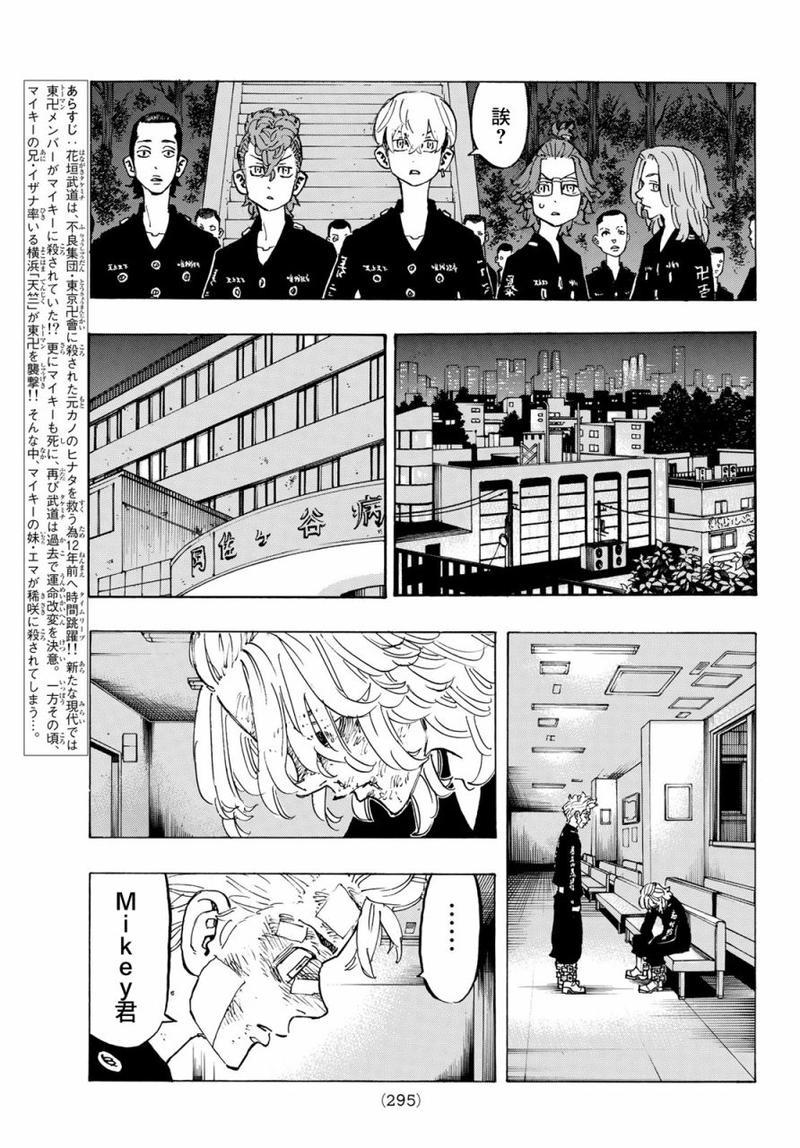 誒？
あらすじ：花垣武道は、不良集団・東京卍會に殺された元カノのヒナタを救う為12年前へ時間跳躍！！新たな現代では
東卍メンバーがマイキーに殺されていた！？更にマイキーも死に、再び武道は過去で運命改変を決意。一方その頃、
マイキーの兄・イザナ率いる横浜「天竺」が東卍を襲撃！！そんな中、マイキーの妹・エマが稀咲に殺されてしまう…。
阿佐ヶ谷病
……
Mikey君
(295)